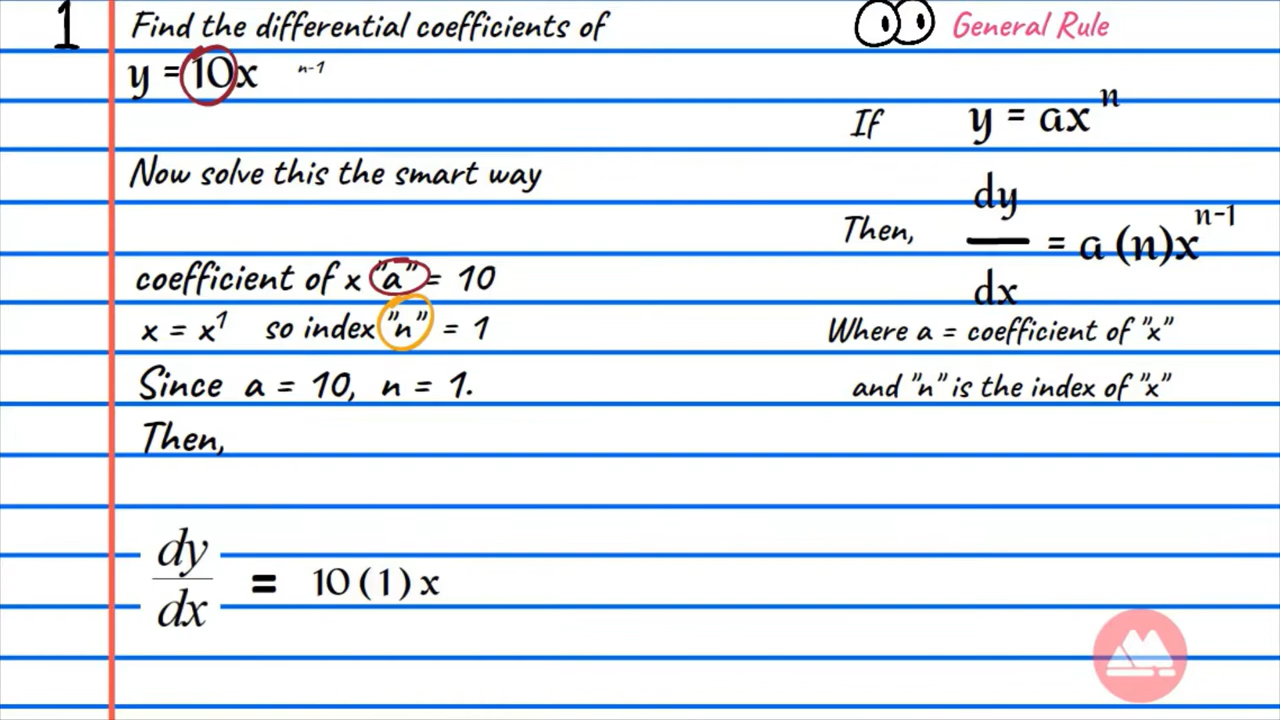 1 Find the differential coefficients of
y = 10x n-1
Now solve this the smart way
coefficient of x "a" = 10
x = x¹ so index "n" = 1
Since a = 10, n = 1.
Then,
dy/dx = 10(1)x
General Rule
If y = axⁿ
Then, dy/dx = a(n)xⁿ⁻¹
Where a = coefficient of "x"
and "n" is the index of "x"